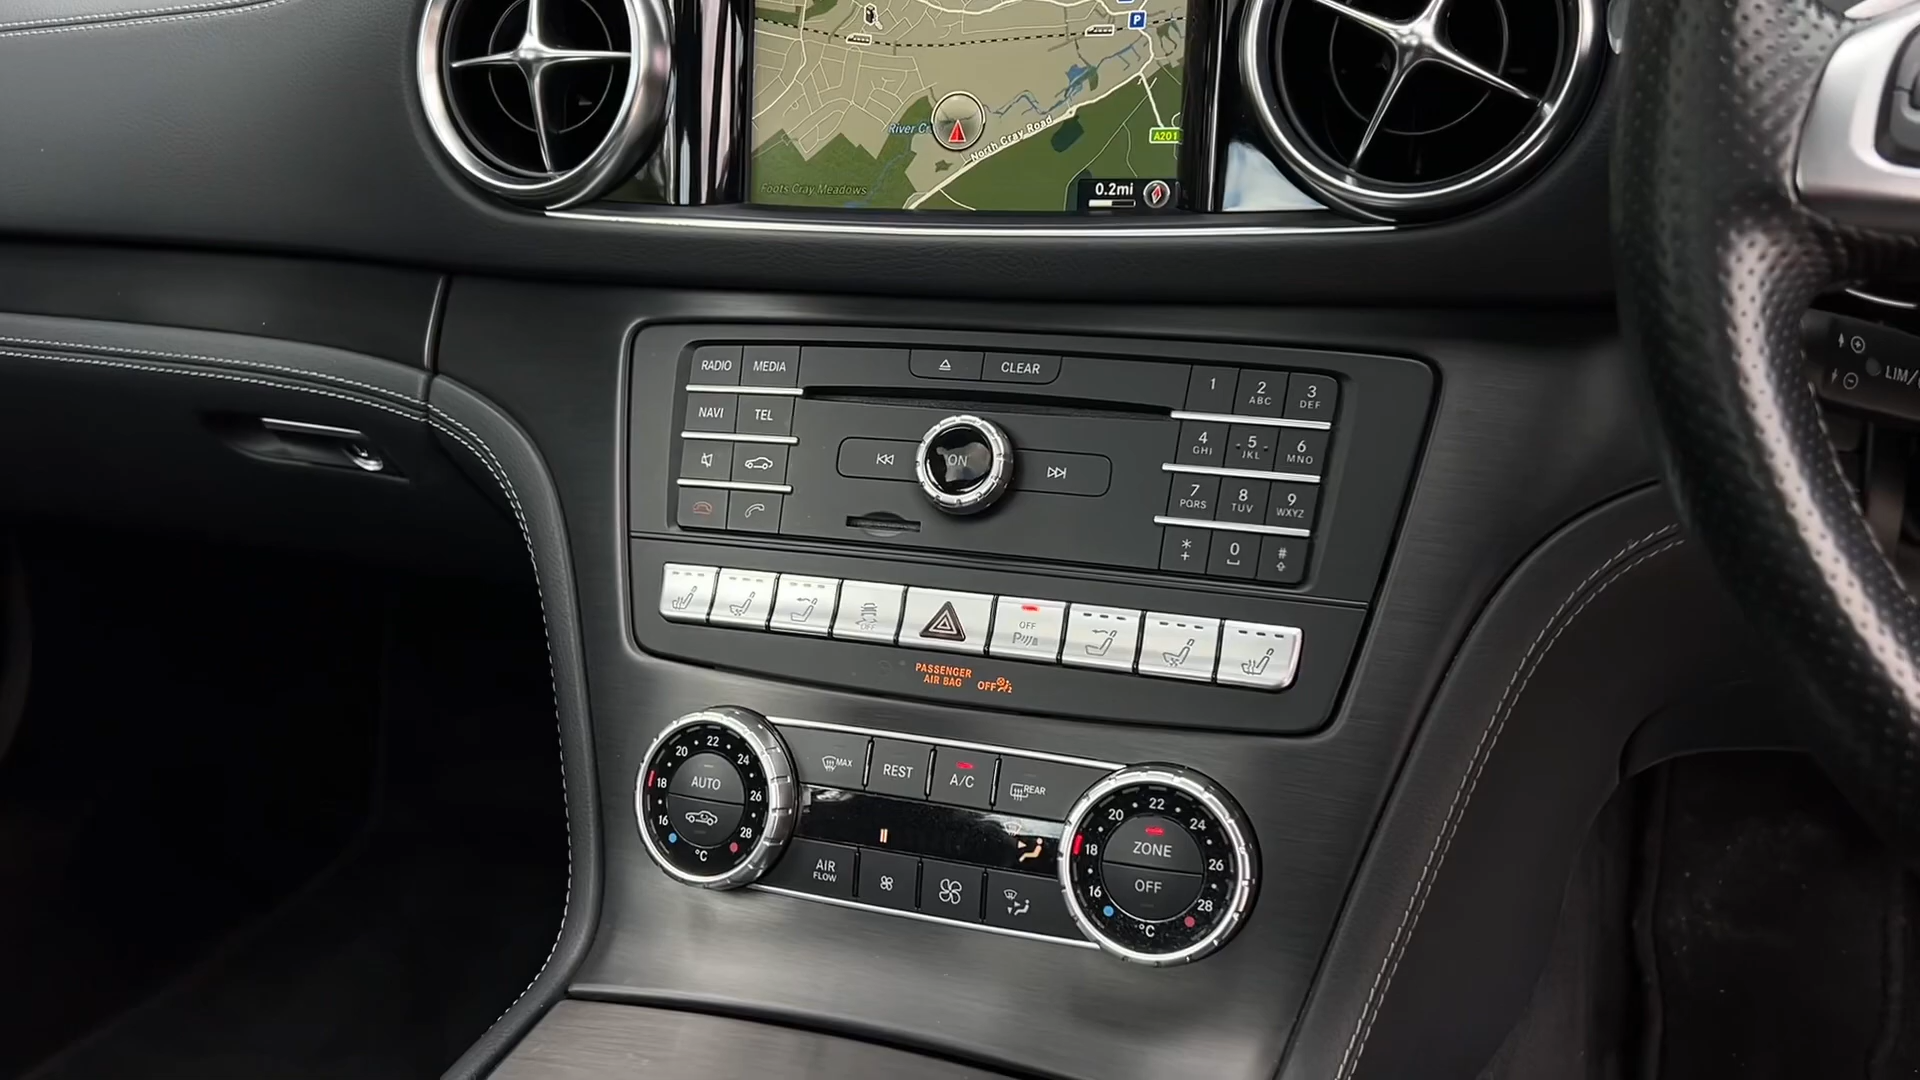 P
River Cr
North Cray Road
A201
Foots Cray Meadows
0.2mi
RADIO MEDIA
CLEAR
1 2 ABC 3 DEF
NAVI TEL
4 GHI 5 JKL 6 MNO
ON
7 PQRS 8 TUV 9 WXYZ
* + 0 #
LIM/
OFF
OFF
PASSENGER
AIR BAG OFF
MAX REST A/C REAR
16 18 20 22 24 26 28
AUTO
°C
16 18 20 22 24 26 28
ZONE
OFF
°C
AIR
FLOW